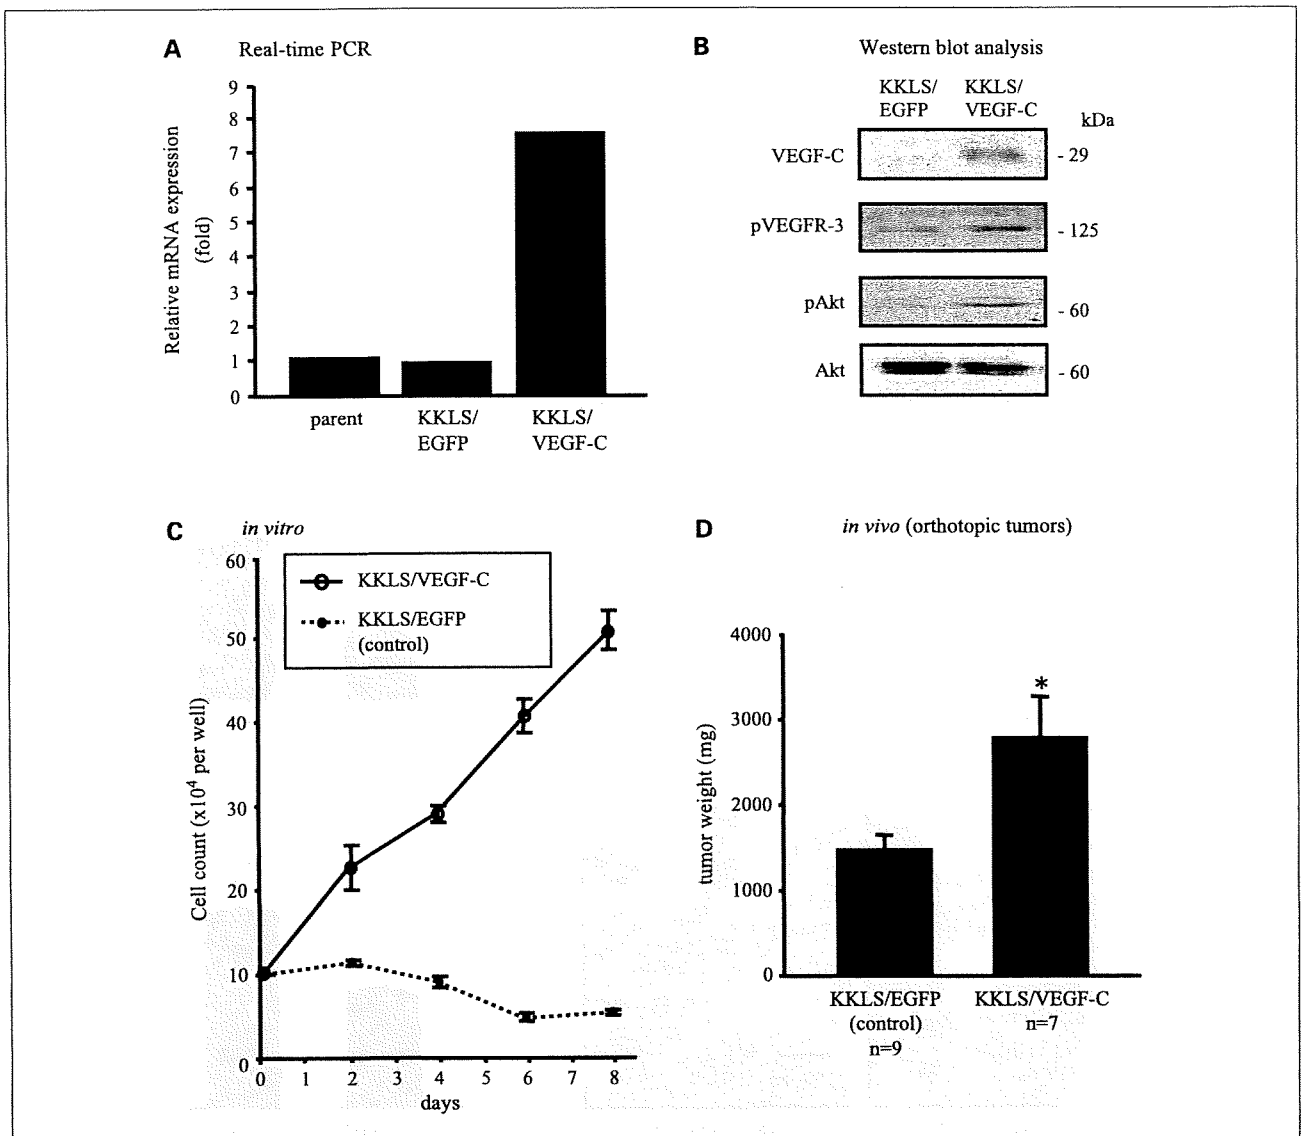 A Real-time PCR
Relative mRNA expression
(fold)
9
8
7
6
5
4
3
2
1
0
parent
KKLS/
EGFP
KKLS/
VEGF-C
B Western blot analysis
KKLS/
EGFP
KKLS/
VEGF-C
kDa
VEGF-C - 29
pVEGFR-3 - 125
pAkt - 60
Akt - 60
C in vitro
Cell count (x10⁴ per well)
60
50
40
30
20
10
0
KKLS/VEGF-C
KKLS/EGFP
(control)
0 1 2 3 4 5 6 7 8
days
D in vivo (orthotopic tumors)
tumor weight (mg)
4000
3000
2000
1000
0
*
KKLS/EGFP
(control)
n=9
KKLS/VEGF-C
n=7